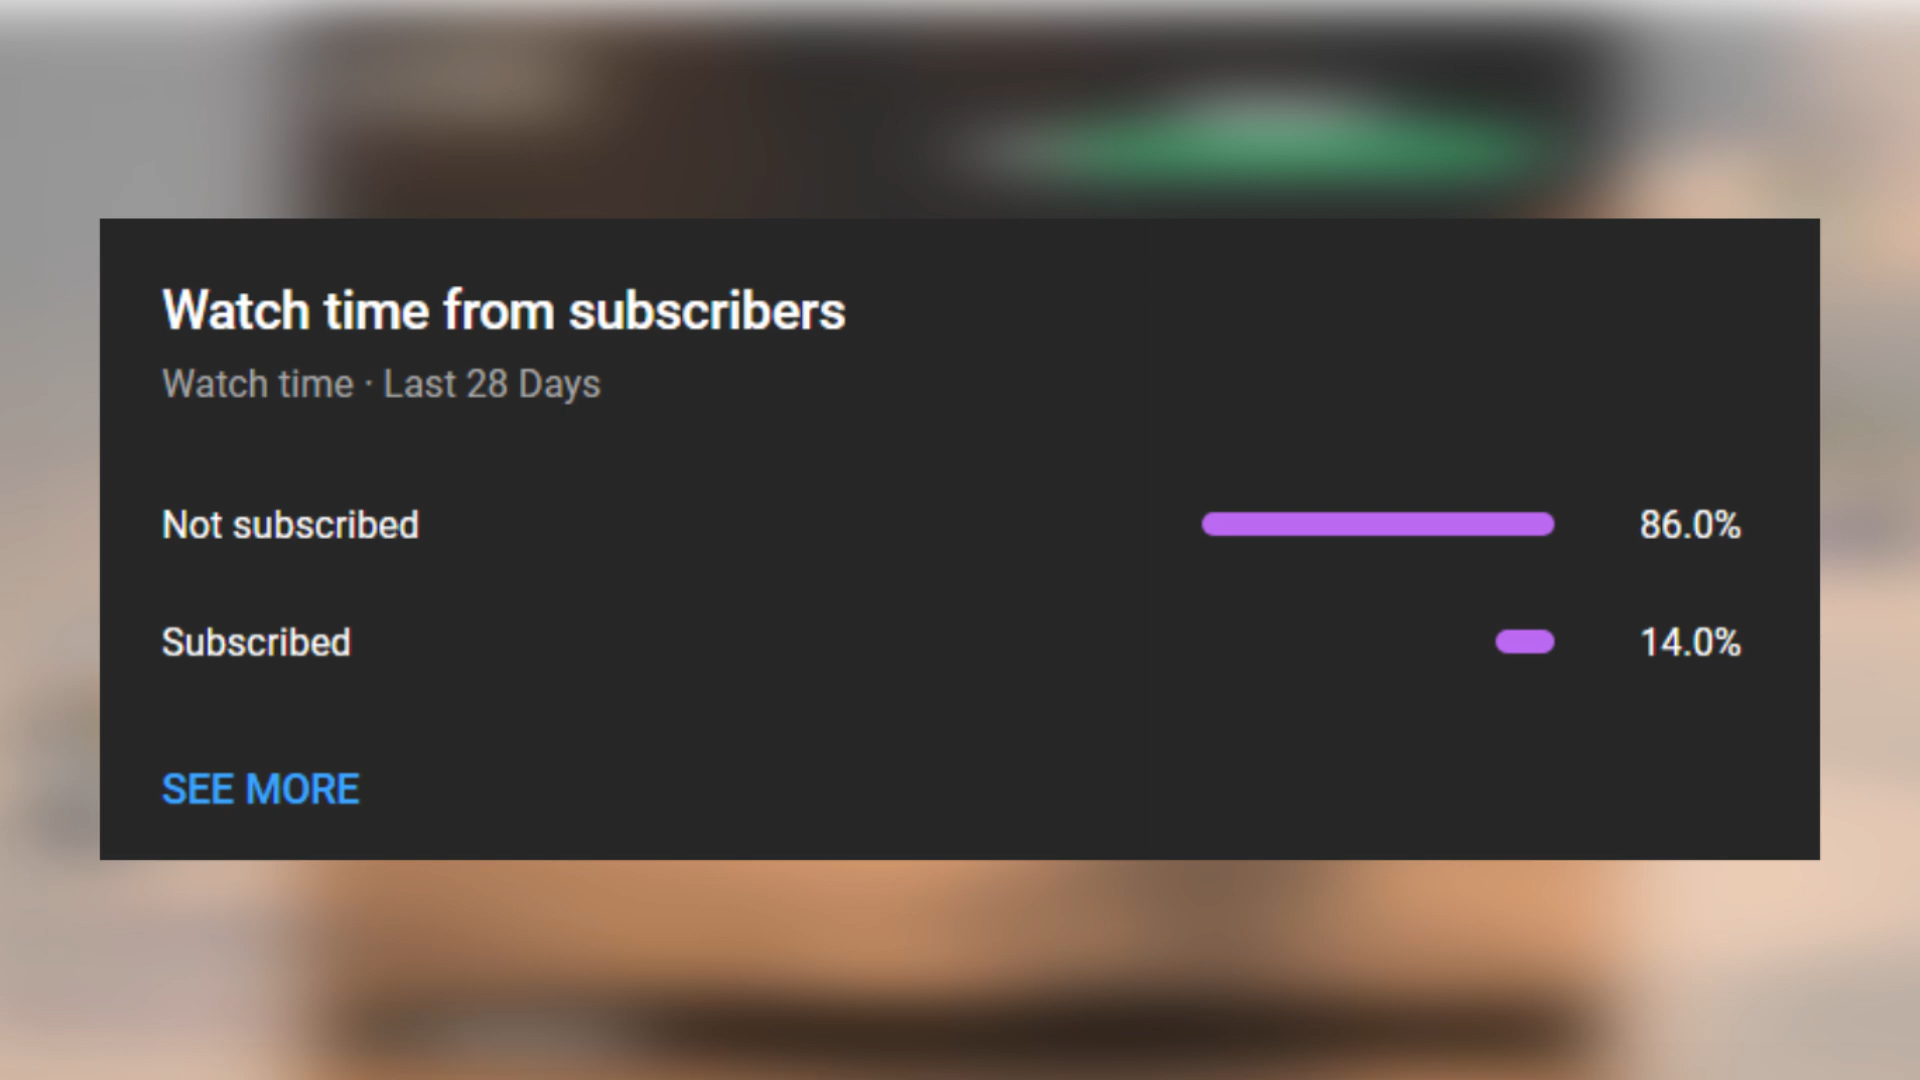 Watch time from subscribers
Watch time · Last 28 Days
Not subscribed 86.0%
Subscribed 14.0%
SEE MORE